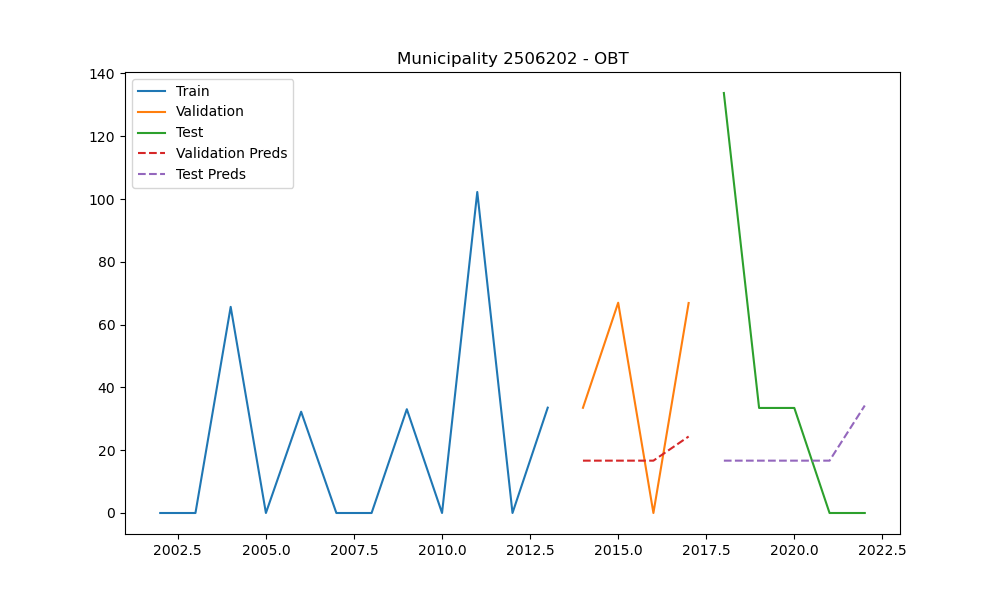 Municipality 2506202 - OBT
Train
Validation
Test
Validation Preds
Test Preds
140
120
100
80
60
40
20
0
2002.5 2005.0 2007.5 2010.0 2012.5 2015.0 2017.5 2020.0 2022.5